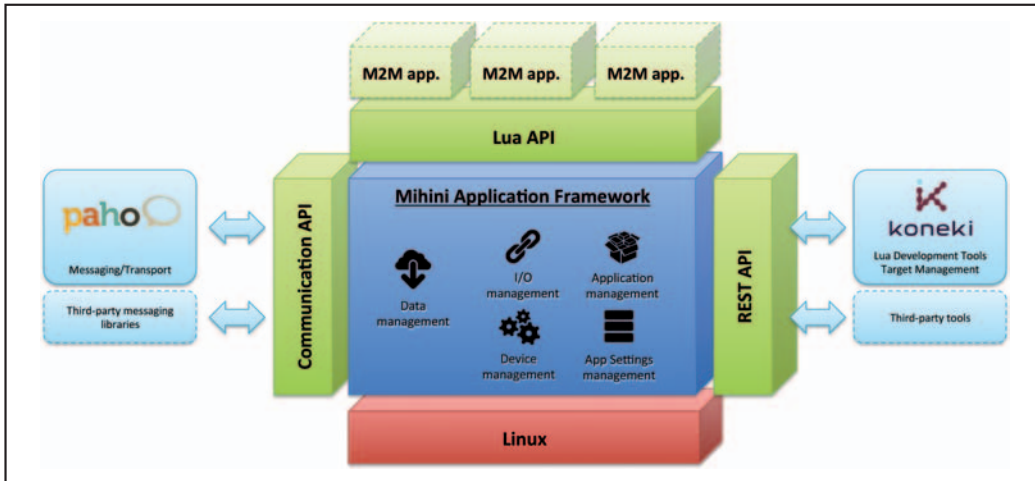 M2M app.
M2M app.
M2M app.
Lua API
Communication API
Mihini Application Framework
Data
management
I/O
management
Application
management
Device
management
App Settings
management
REST API
Linux
paho
Messaging/Transport
Third-party messaging
libraries
koneki
Lua Development Tools
Target Management
Third-party tools